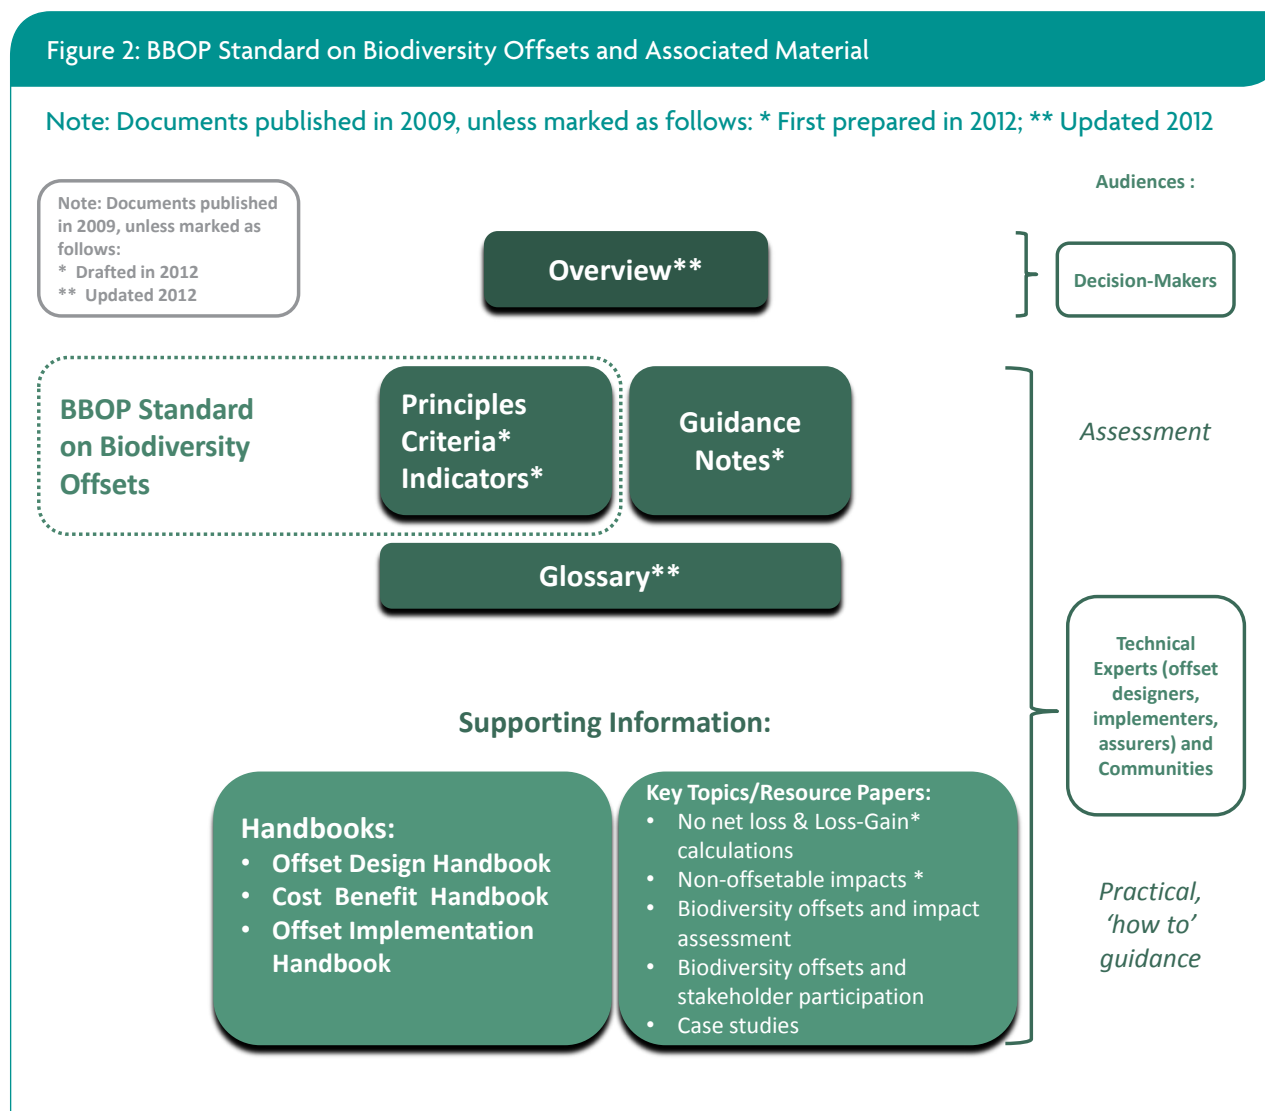 Figure 2: BBOP Standard on Biodiversity Offsets and Associated Material
Note: Documents published in 2009, unless marked as follows: * First prepared in 2012; ** Updated 2012
Note: Documents published
in 2009, unless marked as
follows:
* Drafted in 2012
** Updated 2012
Audiences :
Overview**
Decision-Makers
BBOP Standard
on Biodiversity
Offsets
Principles
Criteria*
Indicators*
Guidance
Notes*
Assessment
Glossary**
Technical
Experts (offset
designers,
implementers,
assurers) and
Communities
Supporting Information:
Handbooks:
• Offset Design Handbook
• Cost Benefit Handbook
• Offset Implementation
Handbook
Key Topics/Resource Papers:
• No net loss & Loss-Gain*
calculations
• Non-offsetable impacts *
• Biodiversity offsets and impact
assessment
• Biodiversity offsets and
stakeholder participation
• Case studies
Practical,
‘how to’
guidance